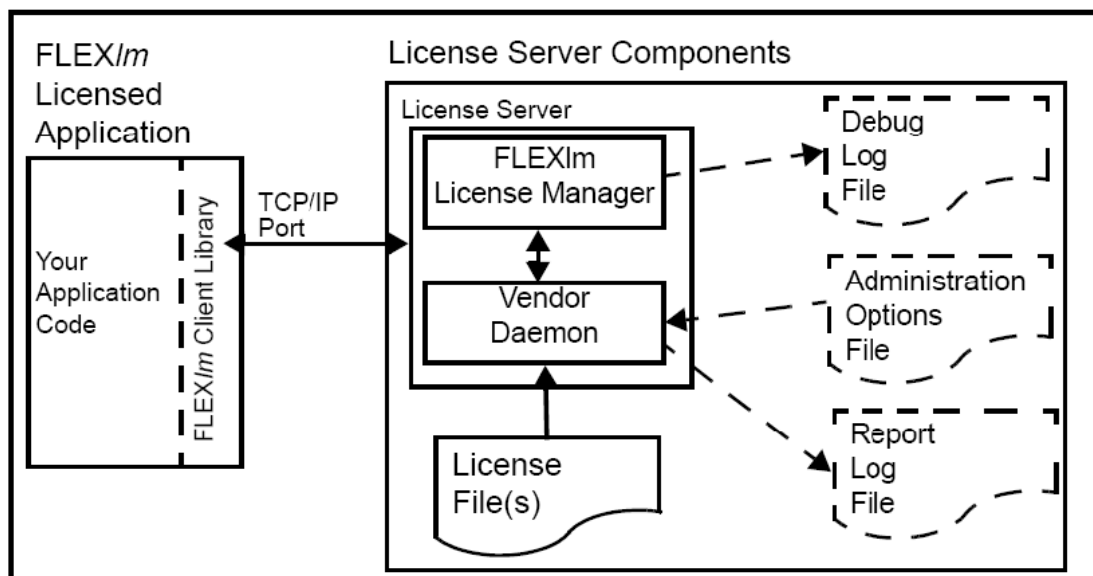 FLEXlm
Licensed
Application
Your
Application
Code
FLEXlm Client Library
TCP/IP
Port
License Server Components
License Server
FLEXlm
License Manager
Vendor
Daemon
License
File(s)
Debug
Log
File
Administration
Options
File
Report
Log
File